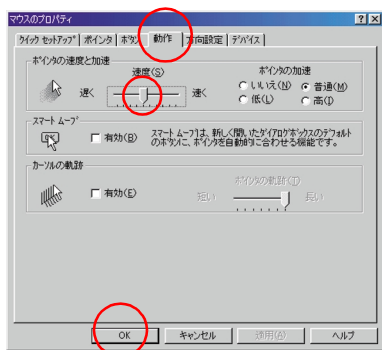 マウスのプロパティ
クイック セットアップ ポインタ ボタン 動作 方向設定 デバイス
ポインタの速度と加速
速度(S)
遅く 速く
ポインタの加速
いいえ(N) 普通(M)
低(L) 高(I)
スマート ムーブ
有効(B)
スマート ムーブは、新しく開いたダイアログボックスのデフォルト
のボタンに、ポインタを自動的に合わせる機能です。
カーソルの軌跡
有効(E)
ポインタの軌跡(T)
短い 長い
OK キャンセル 適用(A) ヘルプ